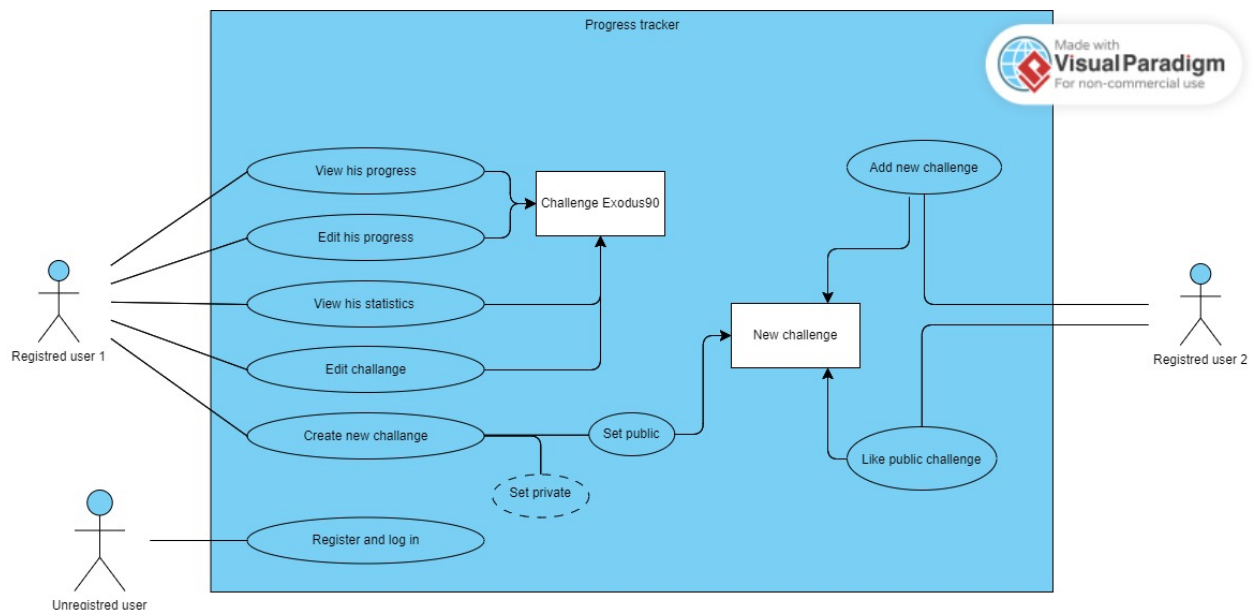 Progress tracker
Made with
VisualParadigm
For non-commercial use
View his progress
Add new challenge
Challenge Exodus90
Edit his progress
View his statistics
New challenge
Registred user 1
Registred user 2
Edit challange
Create new challange
Set public
Like public challenge
Set private
Register and log in
Unregistred user